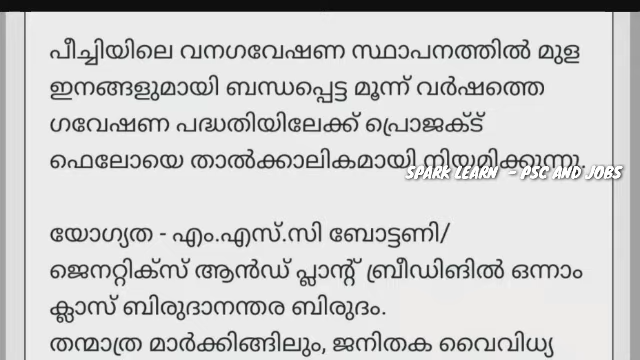 പീച്ചിയിലെ വനഗവേഷണ സ്ഥാപനത്തിൽ മുള
ഇനങ്ങളുമായി ബന്ധപ്പെട്ട മൂന്ന് വർഷത്തെ
ഗവേഷണ പദ്ധതിയിലേക്ക് പ്രൊജക്ട്
ഫെലോയെ താൽക്കാലികമായി നിയമിക്കുന്നു.
SPARK LEARN - PSC AND JOBS
യോഗ്യത - എം.എസ്.സി ബോട്ടണി/
ജെനറ്റിക്സ് ആൻഡ് പ്ലാന്റ് ബ്രീഡിങിൽ ഒന്നാം
ക്ലാസ് ബിരുദാനന്തര ബിരുദം.
തന്മാത്ര മാർക്കിങ്ങിലും, ജനിതക വൈവിധ്യ